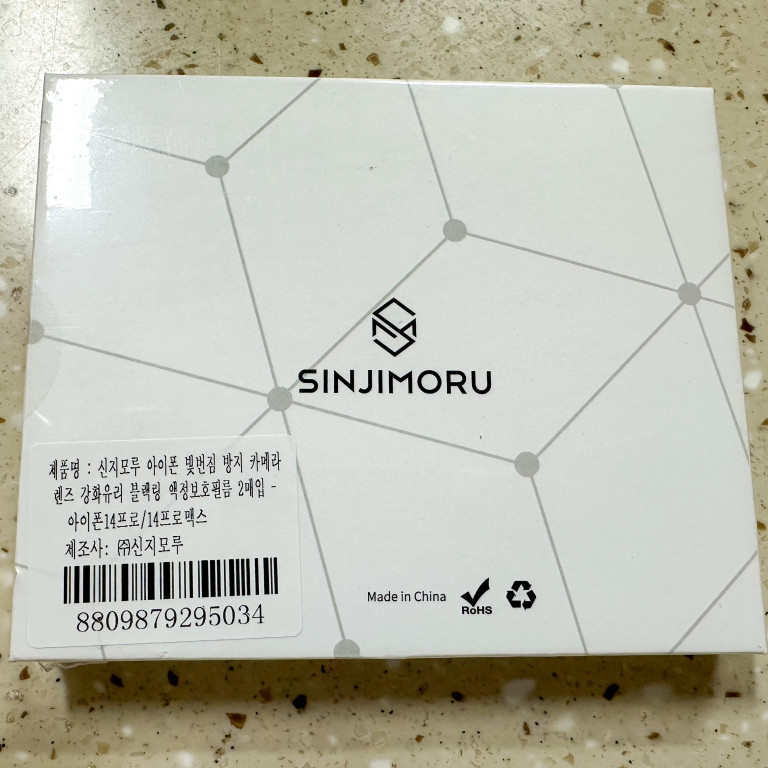 SINJIMORU
제품명 : 신지모루 아이폰 빛번짐 방지 카메라
렌즈 강화유리 블랙링 액정보호필름 2매입 -
아이폰14프로/14프로맥스
제조사: ㈜신지모루
8809879295034
Made in China
RoHS